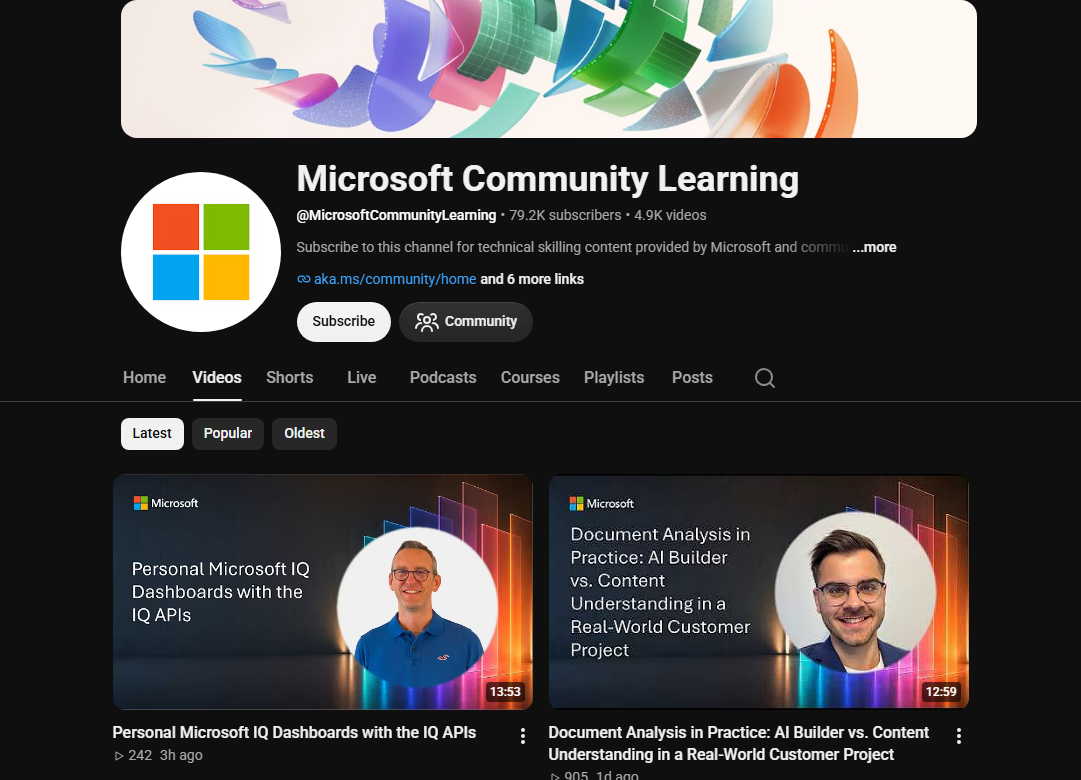 Microsoft Community Learning
@MicrosoftCommunityLearning • 79.2K subscribers • 4.9K videos
Subscribe to this channel for technical skilling content provided by Microsoft and commu ...more
aka.ms/community/home and 6 more links
Subscribe
Community
Home Videos Shorts Live Podcasts Courses Playlists Posts
Latest Popular Oldest
Microsoft
Personal Microsoft IQ
Dashboards with the
IQ APIs
13:53
Microsoft
Document Analysis in
Practice: AI Builder
vs. Content
Understanding in a
Real-World Customer
Project
12:59
Personal Microsoft IQ Dashboards with the IQ APIs
242 3h ago
Document Analysis in Practice: AI Builder vs. Content
Understanding in a Real-World Customer Project
905 1d ago